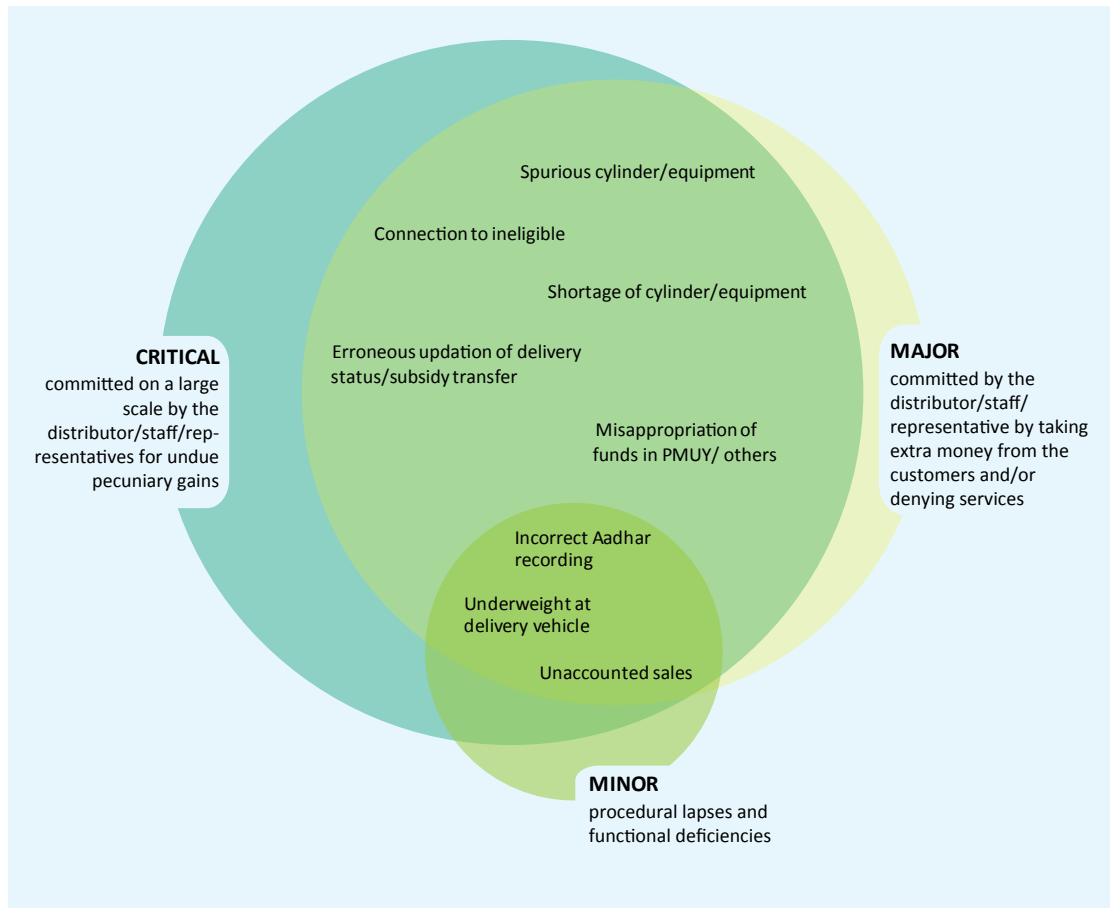 Spurious cylinder/equipment
Connection to ineligible
Shortage of cylinder/equipment
Erroneous updation of delivery
status/subsidy transfer
Misappropriation of
funds in PMUY/ others
Incorrect Aadhar
recording
Underweight at
delivery vehicle
Unaccounted sales
CRITICAL
committed on a large
scale by the
distributor/staff/rep-
resentatives for undue
pecuniary gains
MAJOR
committed by the
distributor/staff/
representative by taking
extra money from the
customers and/or
denying services
MINOR
procedural lapses and
functional deficiencies